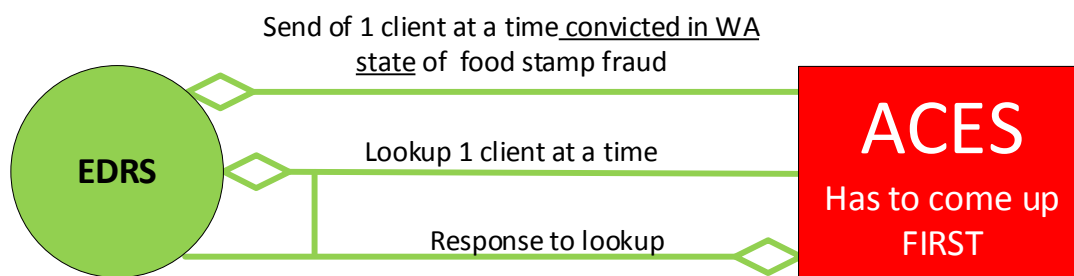 Send of 1 client at a time convicted in WA
state of  food stamp fraud
EDRS
Lookup 1 client at a time
Response to lookup
ACES
Has to come up
FIRST